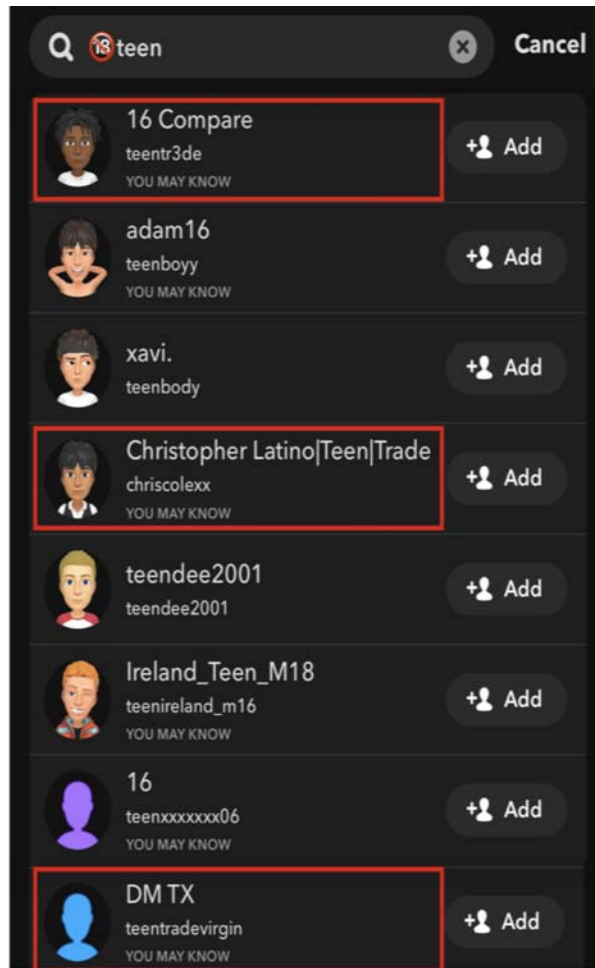 🔞teen
Cancel
16 Compare
teentr3de
YOU MAY KNOW
Add
adam16
teenboyy
YOU MAY KNOW
Add
xavi.
teenbody
Add
Christopher Latino|Teen|Trade
chriscolexx
YOU MAY KNOW
Add
teendee2001
teendee2001
Add
Ireland_Teen_M18
teenireland_m16
YOU MAY KNOW
Add
16
teenxxxxxxx06
YOU MAY KNOW
Add
DM TX
teentradevirgin
YOU MAY KNOW
Add